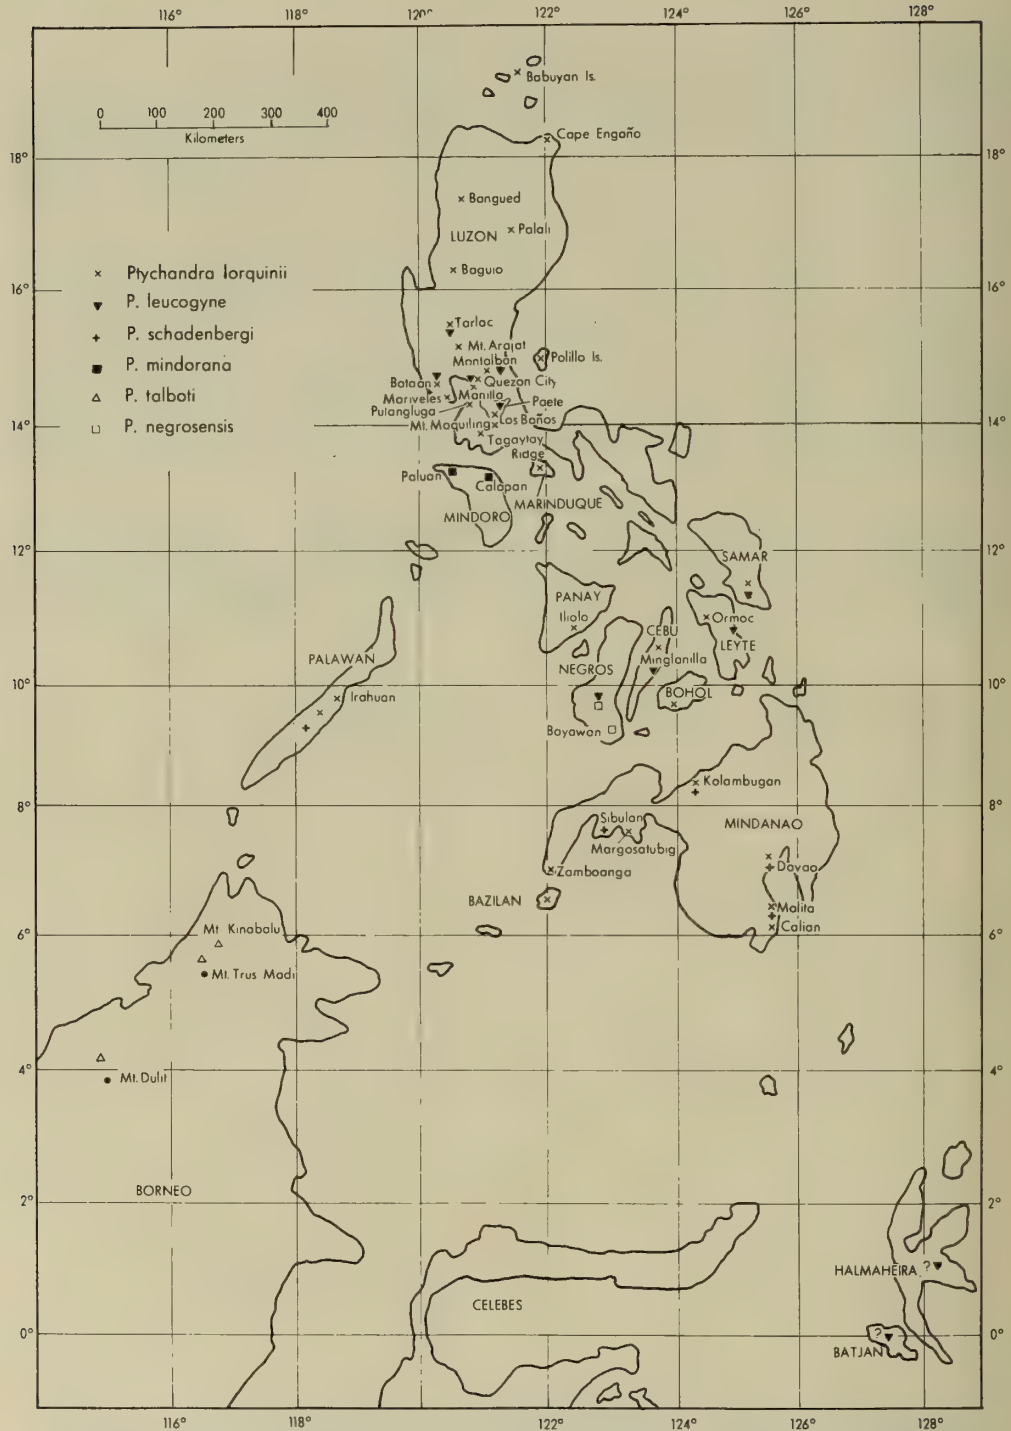 116° 118° 120° 122° 124° 126° 128°
Babuyan Is.
0 100 200 300 400
Kilometers
Cape Engaño
18° 18°
Bangued
Palali
LUZON
Baguio
× Ptychandra lorquinii
▼ P. leucogyne
+ P. schadenbergi
■ P. mindorana
△ P. talboti
□ P. negrosensis
16° 16°
Tarlac
Mt. Arajat
Montalban
Polillo Is.
Bataan
Quezon City
Mariveles
Manilla
Paete
Pulangluga
Mt. Maquiling
Los Baños
14° 14°
Tagaytay
Ridge
Paluan
Calapan
MARINDUQUE
MINDORO
12° 12°
SAMAR
PANAY
Iliolo
Ormoc
CEBU
LEYTE
PALAWAN
Minglanilla
NEGROS
10° 10°
BOHOL
Irahuan
Bayawan
Kolambugan
8° 8°
Sibulan
MINDANAO
Margosatubig
Davao
Zamboanga
BAZILAN
Malita
Mt Kinabalu
Calian
6° 6°
Mt. Trus Madi
4° 4°
Mt. Dulit
BORNEO
2° 2°
HALMAHEIRA ?
CELEBES
0° ? 0°
BATJAN
116° 118° 120° 122° 124° 126° 128°